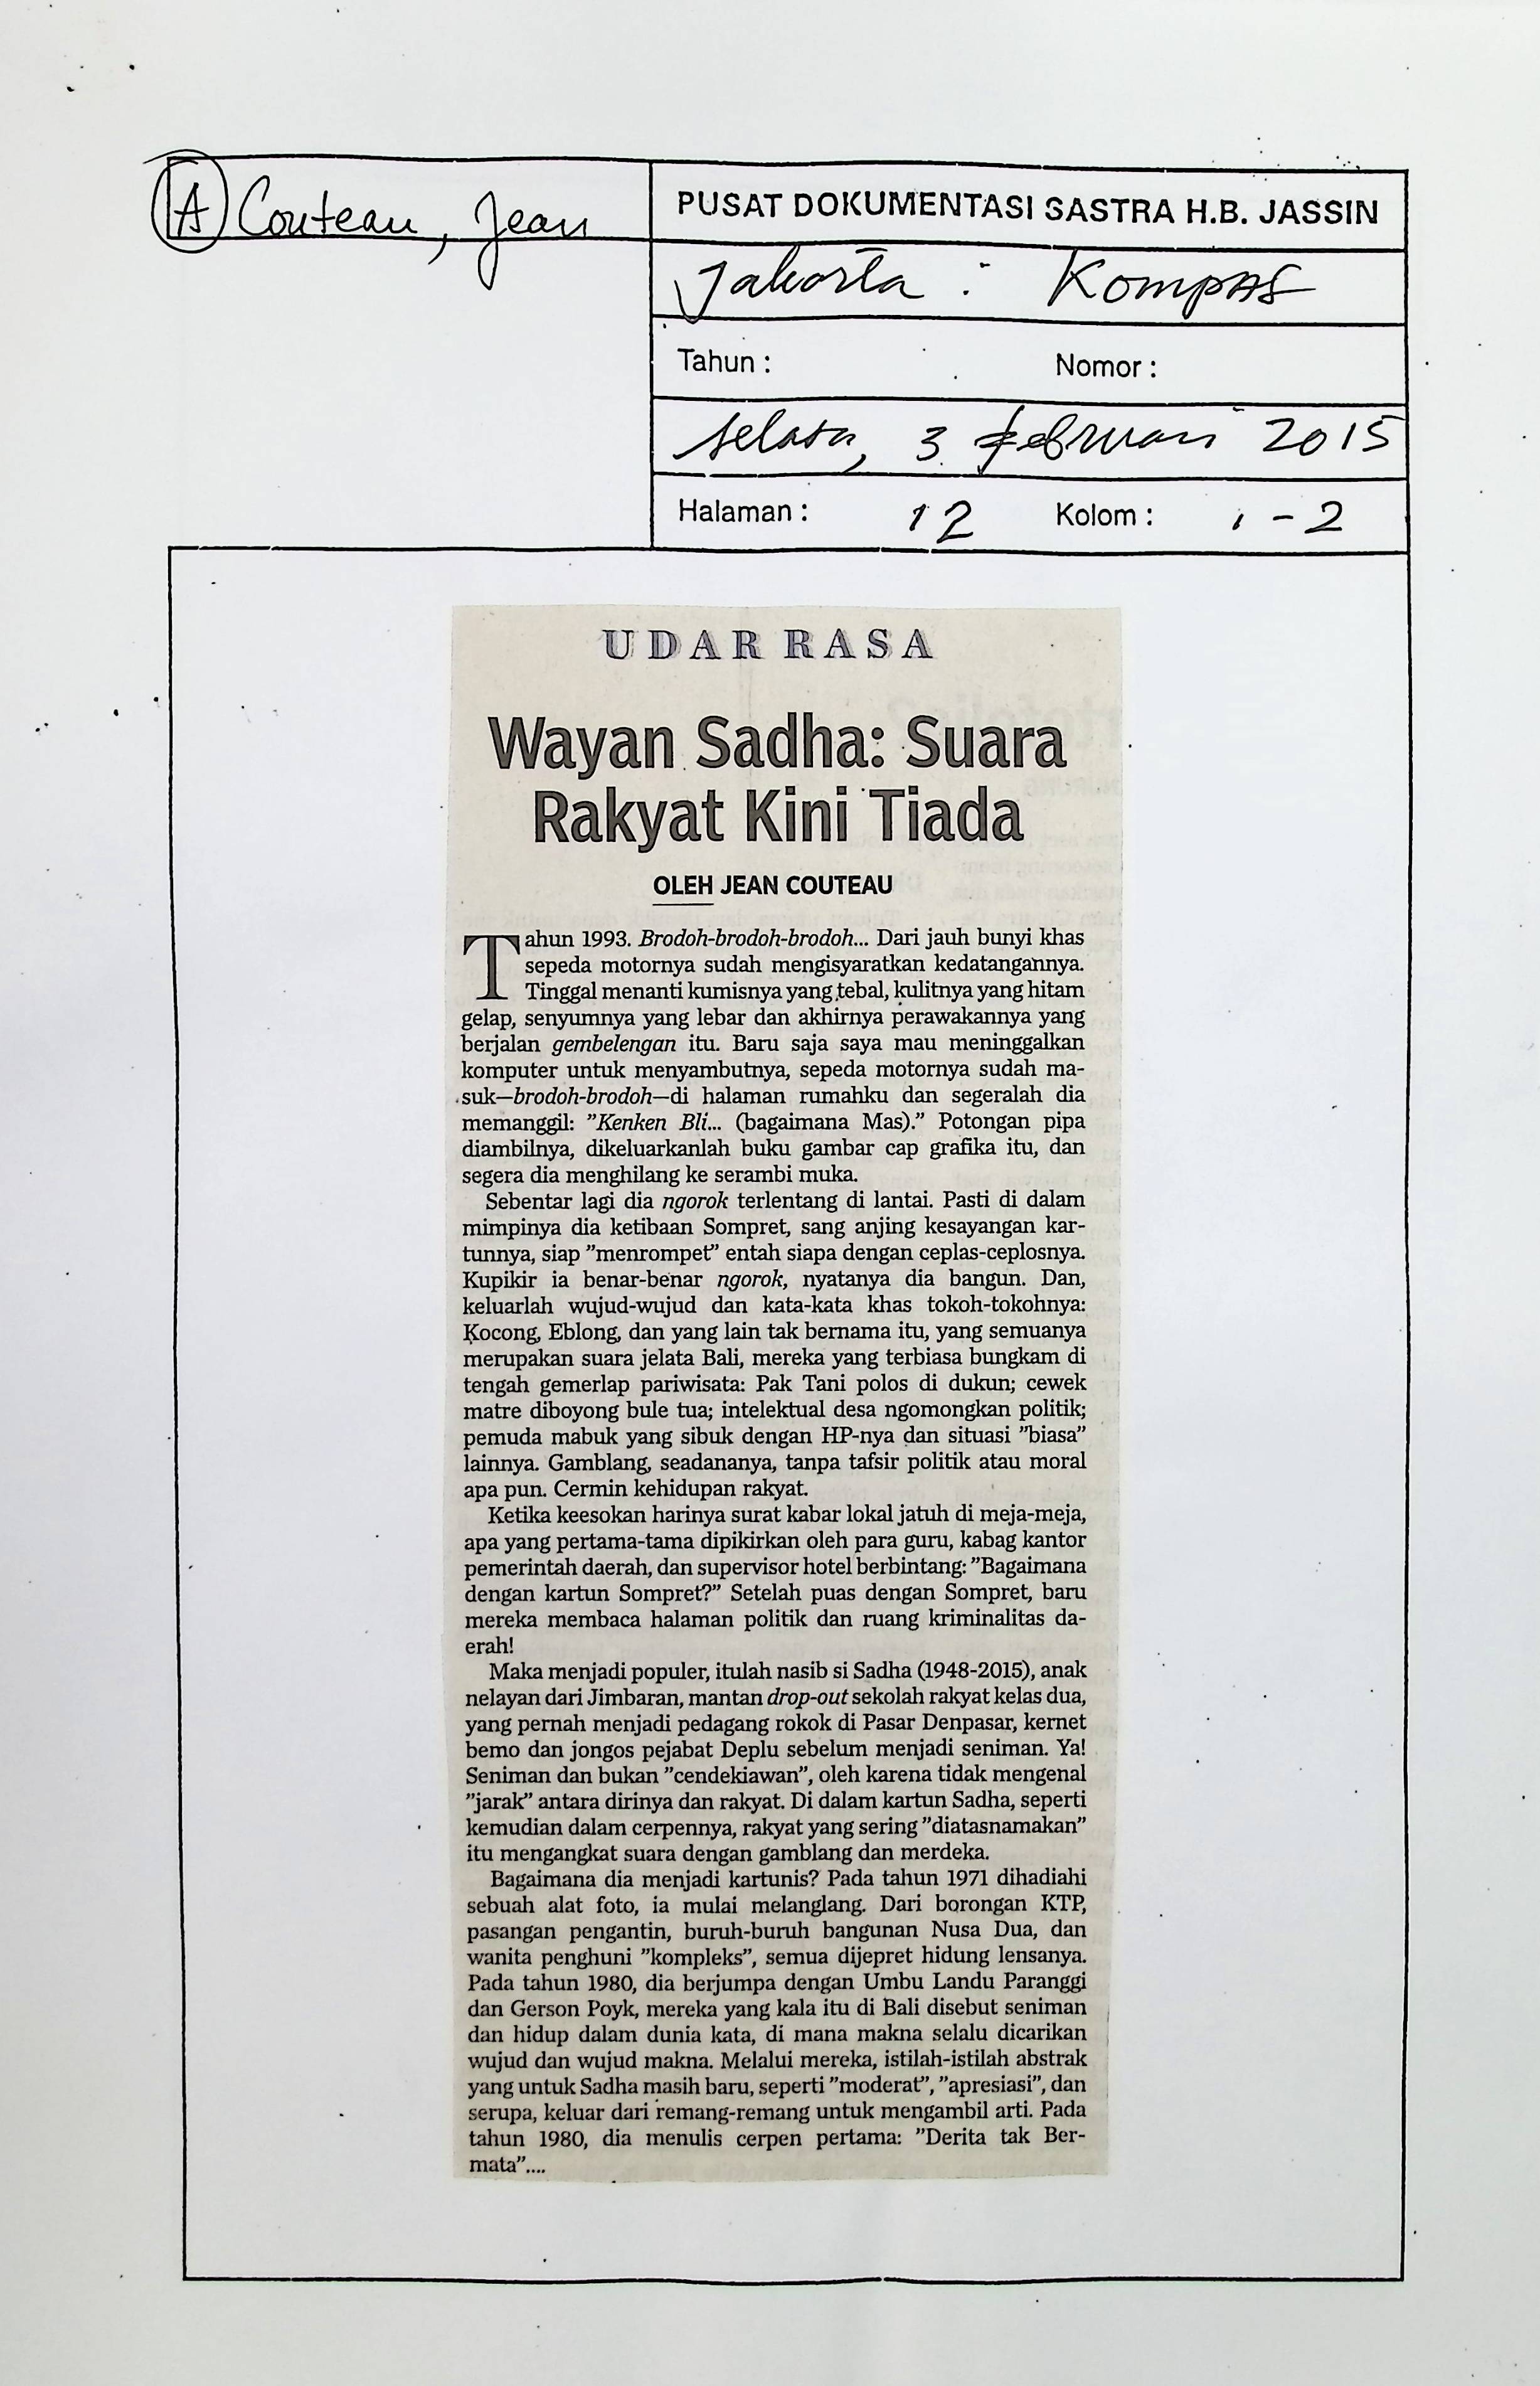 A Couteau, Jean
PUSAT DOKUMENTASI SASTRA H.B. JASSIN
Jakarta : Kompas
Tahun : Nomor :
Selasa, 3 Februari 2015
Halaman : 12 Kolom : 1 - 2
UDAR RASA
Wayan Sadha: Suara
Rakyat Kini Tiada
OLEH JEAN COUTEAU
Tahun 1993. Brodoh-brodoh-brodoh... Dari jauh bunyi khas
sepeda motornya sudah mengisyaratkan kedatangannya.
Tinggal menanti kumisnya yang tebal, kulitnya yang hitam
gelap, senyumnya yang lebar dan akhirnya perawakannya yang
berjalan gembelengan itu. Baru saja saya mau meninggalkan
komputer untuk menyambutnya, sepeda motornya sudah ma-
suk—brodoh-brodoh—di halaman rumahku dan segeralah dia
memanggil: ”Kenken Bli... (bagaimana Mas).” Potongan pipa
diambilnya, dikeluarkanlah buku gambar cap grafika itu, dan
segera dia menghilang ke serambi muka.
Sebentar lagi dia ngorok terlentang di lantai. Pasti di dalam
mimpinya dia ketibaan Sompret, sang anjing kesayangan kar-
tunnya, siap ”menrompet” entah siapa dengan ceplas-ceplosnya.
Kupikir ia benar-benar ngorok, nyatanya dia bangun. Dan,
keluarlah wujud-wujud dan kata-kata khas tokoh-tokohnya:
Kocong, Eblong, dan yang lain tak bernama itu, yang semuanya
merupakan suara jelata Bali, mereka yang terbiasa bungkam di
tengah gemerlap pariwisata: Pak Tani polos di dukun; cewek
matre diboyong bule tua; intelektual desa ngomongkan politik;
pemuda mabuk yang sibuk dengan HP-nya dan situasi ”biasa”
lainnya. Gamblang, seadananya, tanpa tafsir politik atau moral
apa pun. Cermin kehidupan rakyat.
Ketika keesokan harinya surat kabar lokal jatuh di meja-meja,
apa yang pertama-tama dipikirkan oleh para guru, kabag kantor
pemerintah daerah, dan supervisor hotel berbintang: ”Bagaimana
dengan kartun Sompret?” Setelah puas dengan Sompret, baru
mereka membaca halaman politik dan ruang kriminalitas da-
erah!
Maka menjadi populer, itulah nasib si Sadha (1948-2015), anak
nelayan dari Jimbaran, mantan drop-out sekolah rakyat kelas dua,
yang pernah menjadi pedagang rokok di Pasar Denpasar, kernet
bemo dan jongos pejabat Deplu sebelum menjadi seniman. Ya!
Seniman dan bukan ”cendekiawan”, oleh karena tidak mengenal
”jarak” antara dirinya dan rakyat. Di dalam kartun Sadha, seperti
kemudian dalam cerpennya, rakyat yang sering ”diatasnamakan”
itu mengangkat suara dengan gamblang dan merdeka.
Bagaimana dia menjadi kartunis? Pada tahun 1971 dihadiahi
sebuah alat foto, ia mulai melanglang. Dari borongan KTP,
pasangan pengantin, buruh-buruh bangunan Nusa Dua, dan
wanita penghuni ”kompleks”, semua dijepret hidung lensanya.
Pada tahun 1980, dia berjumpa dengan Umbu Landu Paranggi
dan Gerson Poyk, mereka yang kala itu di Bali disebut seniman
dan hidup dalam dunia kata, di mana makna selalu dicarikan
wujud dan wujud makna. Melalui mereka, istilah-istilah abstrak
yang untuk Sadha masih baru, seperti ”moderat”, ”apresiasi”, dan
serupa, keluar dari remang-remang untuk mengambil arti. Pada
tahun 1980, dia menulis cerpen pertama: ”Derita tak Ber-
mata”....